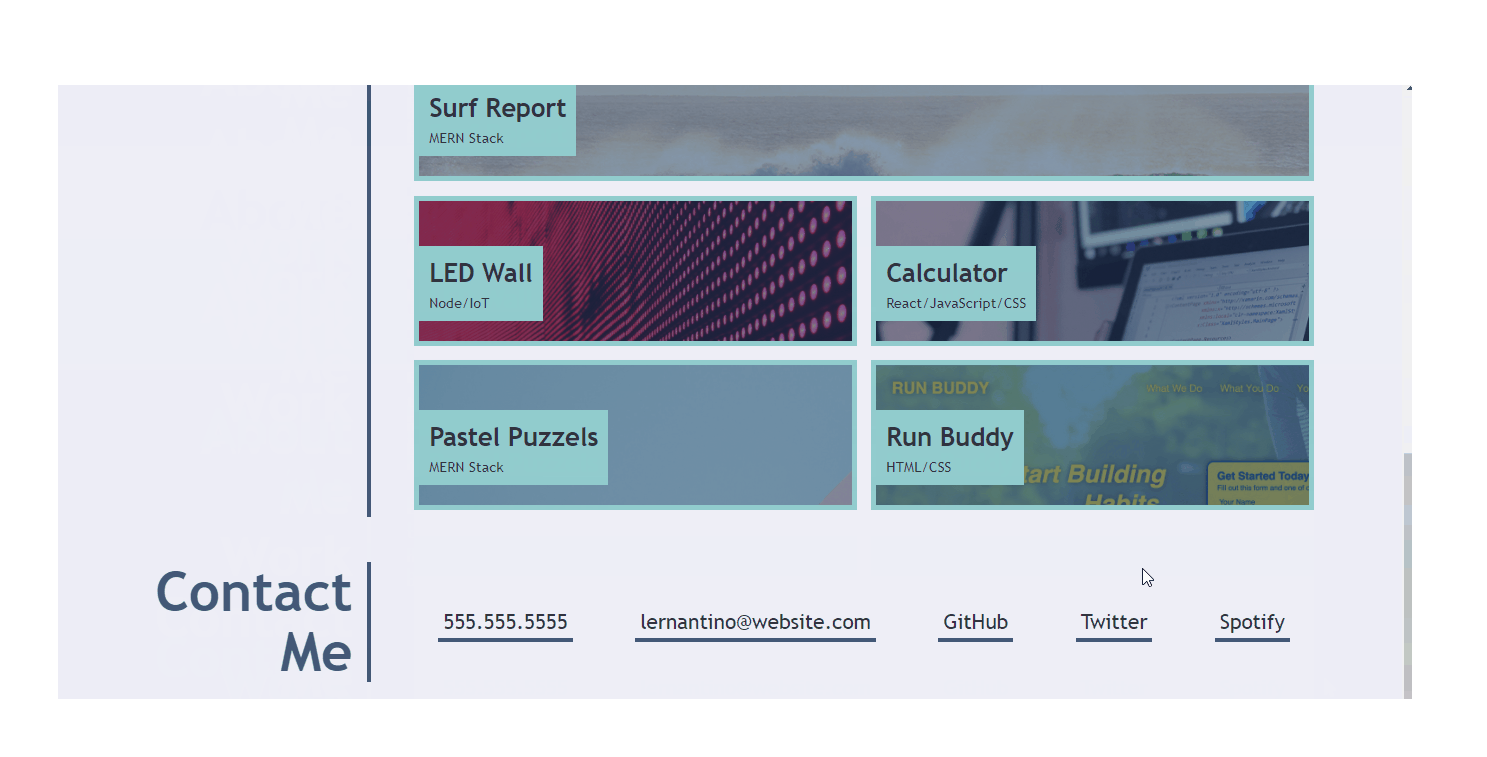 Surf Report
MERN Stack
LED Wall
Node/IoT
Calculator
React/JavaScript/CSS
Pastel Puzzels
MERN Stack
RUN BUDDY
What We Do What You Do Yo
Run Buddy
HTML/CSS
tart Building
Habits
Get Started Today
Fill out this form and one of
Your Name
Contact
Me
555.555.5555
lernantino@website.com
GitHub
Twitter
Spotify